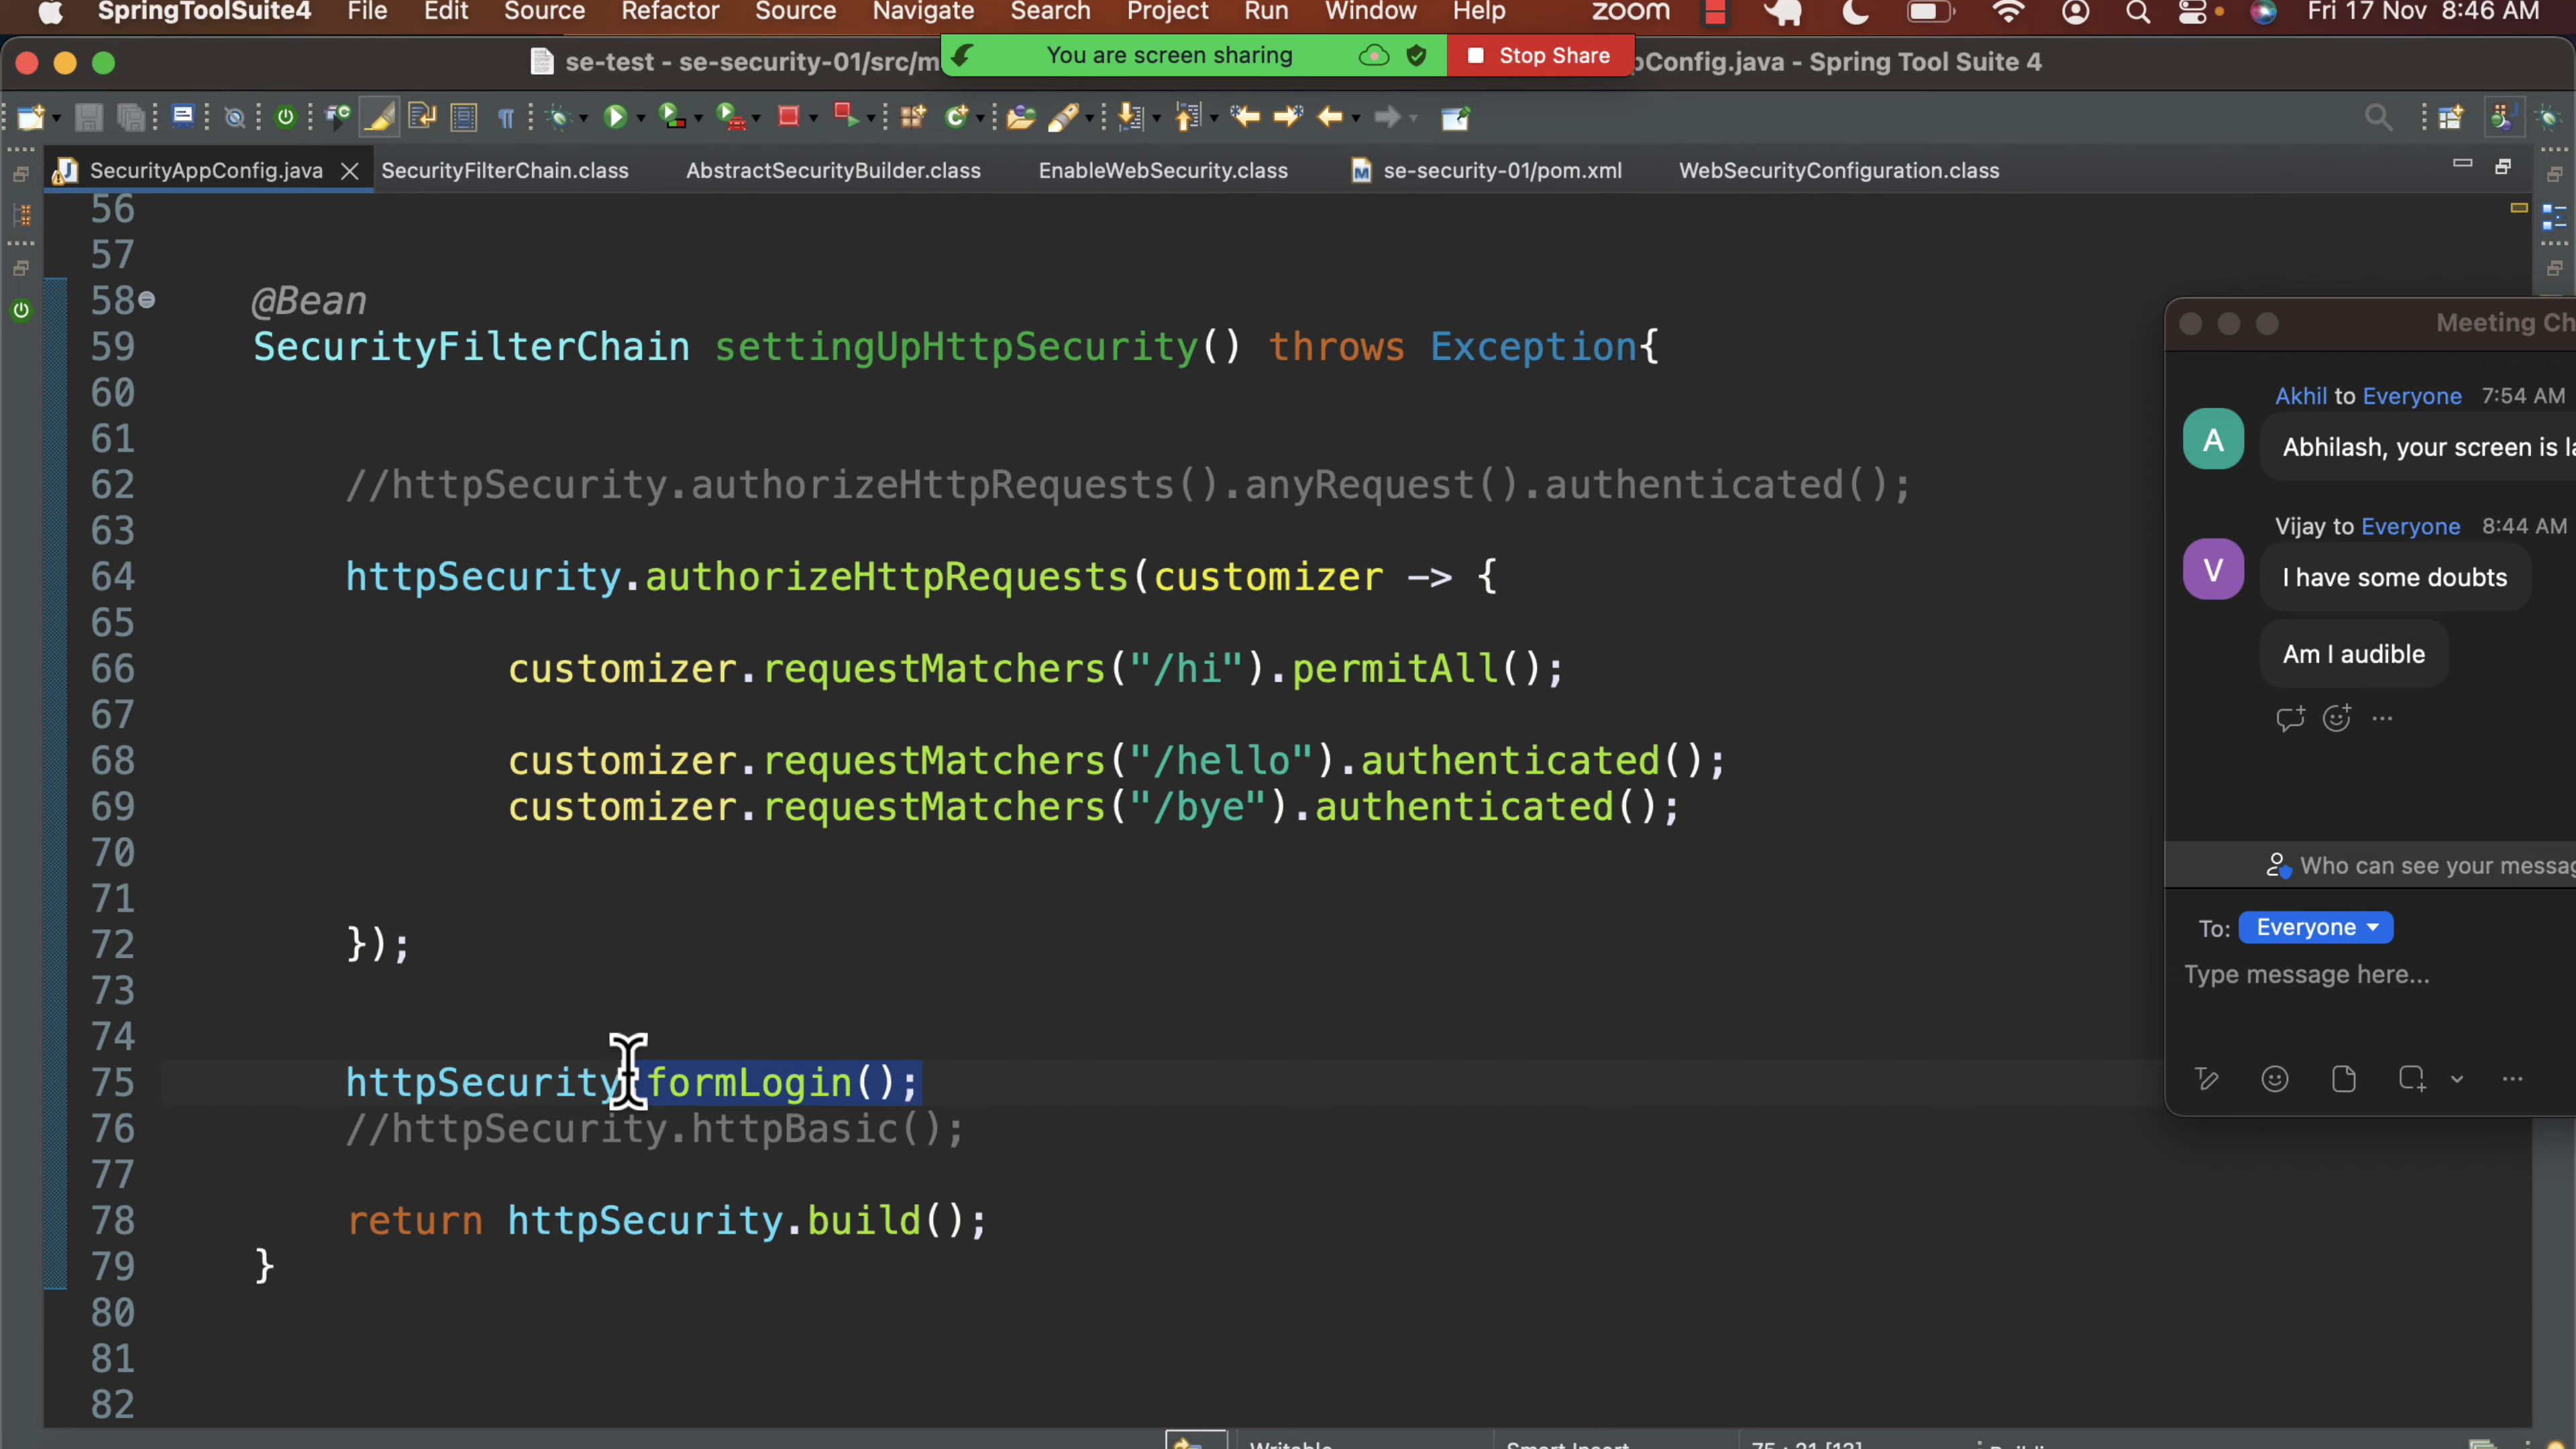 SpringToolSuite4 File Edit Source Refactor Source Navigate Search Project Run Window Help zoom Fri 17 Nov 8:46 AM
se-test - se-security-01/src/m
You are screen sharing
Stop Share
pConfig.java - Spring Tool Suite 4
SecurityAppConfig.java SecurityFilterChain.class AbstractSecurityBuilder.class EnableWebSecurity.class se-security-01/pom.xml WebSecurityConfiguration.class
56
57
58 @Bean
59 SecurityFilterChain settingUpHttpSecurity() throws Exception{
60
61
62 //httpSecurity.authorizeHttpRequests().anyRequest().authenticated();
63
64 httpSecurity.authorizeHttpRequests(customizer -> {
65
66 customizer.requestMatchers("/hi").permitAll();
67
68 customizer.requestMatchers("/hello").authenticated();
69 customizer.requestMatchers("/bye").authenticated();
70
71
72 });
73
74
75 httpSecurity.formLogin();
76 //httpSecurity.httpBasic();
77
78 return httpSecurity.build();
79 }
80
81
82
Meeting Ch
Akhil to Everyone 7:54 AM
A
Abhilash, your screen is la
Vijay to Everyone 8:44 AM
V
I have some doubts
Am I audible
Who can see your messag
To: Everyone
Type message here...